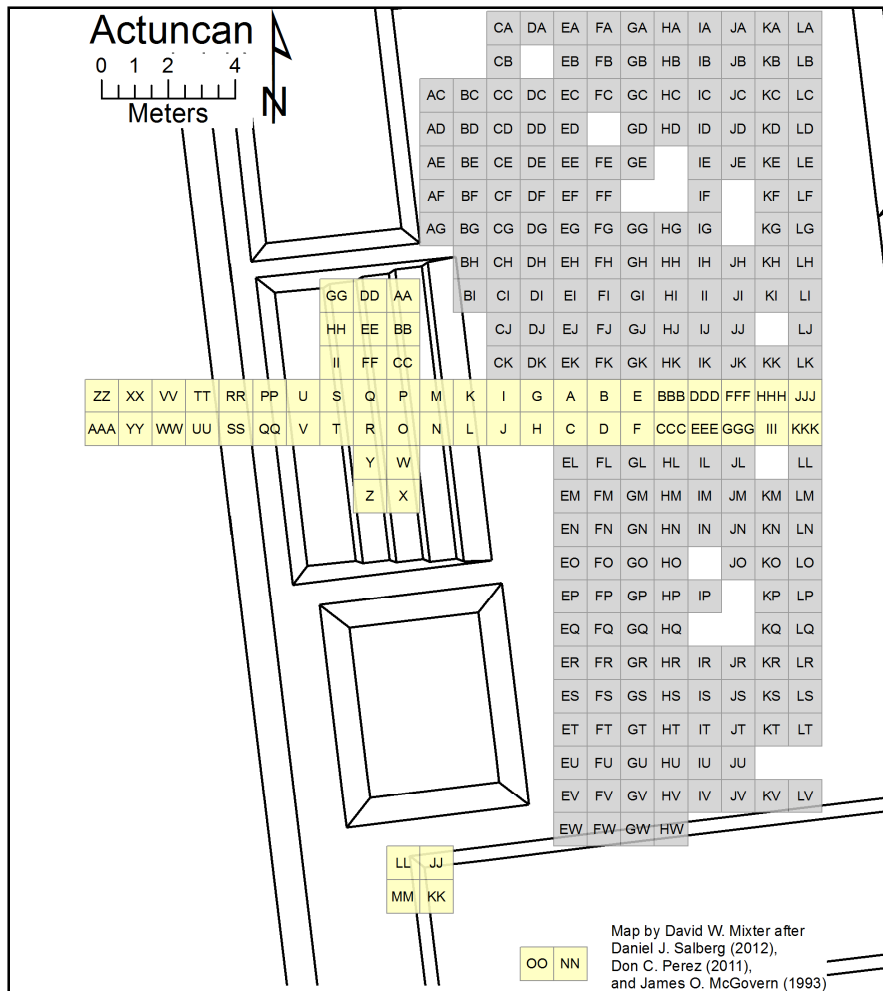 Actuncan
0 1 2 4
Meters
N
CA DA EA FA GA HA IA JA KA LA
CB EB FB GB HB IB JB KB LB
AC BC CC DC EC FC GC HC IC JC KC LC
AD BD CD DD ED GD HD ID JD KD LD
AE BE CE DE EE FE GE IE JE KE LE
AF BF CF DF EF FF IF KF LF
AG BG CG DG EG FG GG HG IG KG LG
BH CH DH EH FH GH HH IH JH KH LH
GG DD AA BI CI DI EI FI GI HI II JI KI LI
HH EE BB CJ DJ EJ FJ GJ HJ IJ JJ LJ
II FF CC CK DK EK FK GK HK IK JK KK LK
ZZ XX VV TT RR PP U S Q P M K I G A B E BBB DDD FFF HHH JJJ
AAA YY WW UU SS QQ V T R O N L J H C D F CCC EEE GGG III KKK
Y W EL FL GL HL IL JL LL
Z X EM FM GM HM IM JM KM LM
EN FN GN HN IN JN KN LN
EO FO GO HO JO KO LO
EP FP GP HP IP KP LP
EQ FQ GQ HQ KQ LQ
ER FR GR HR IR JR KR LR
ES FS GS HS IS JS KS LS
ET FT GT HT IT JT KT LT
EU FU GU HU IU JU
EV FV GV HV IV JV KV LV
EW FW GW HW
LL JJ
MM KK
OO NN
Map by David W. Mixter after
Daniel J. Salberg (2012),
Don C. Perez (2011),
and James O. McGovern (1993)